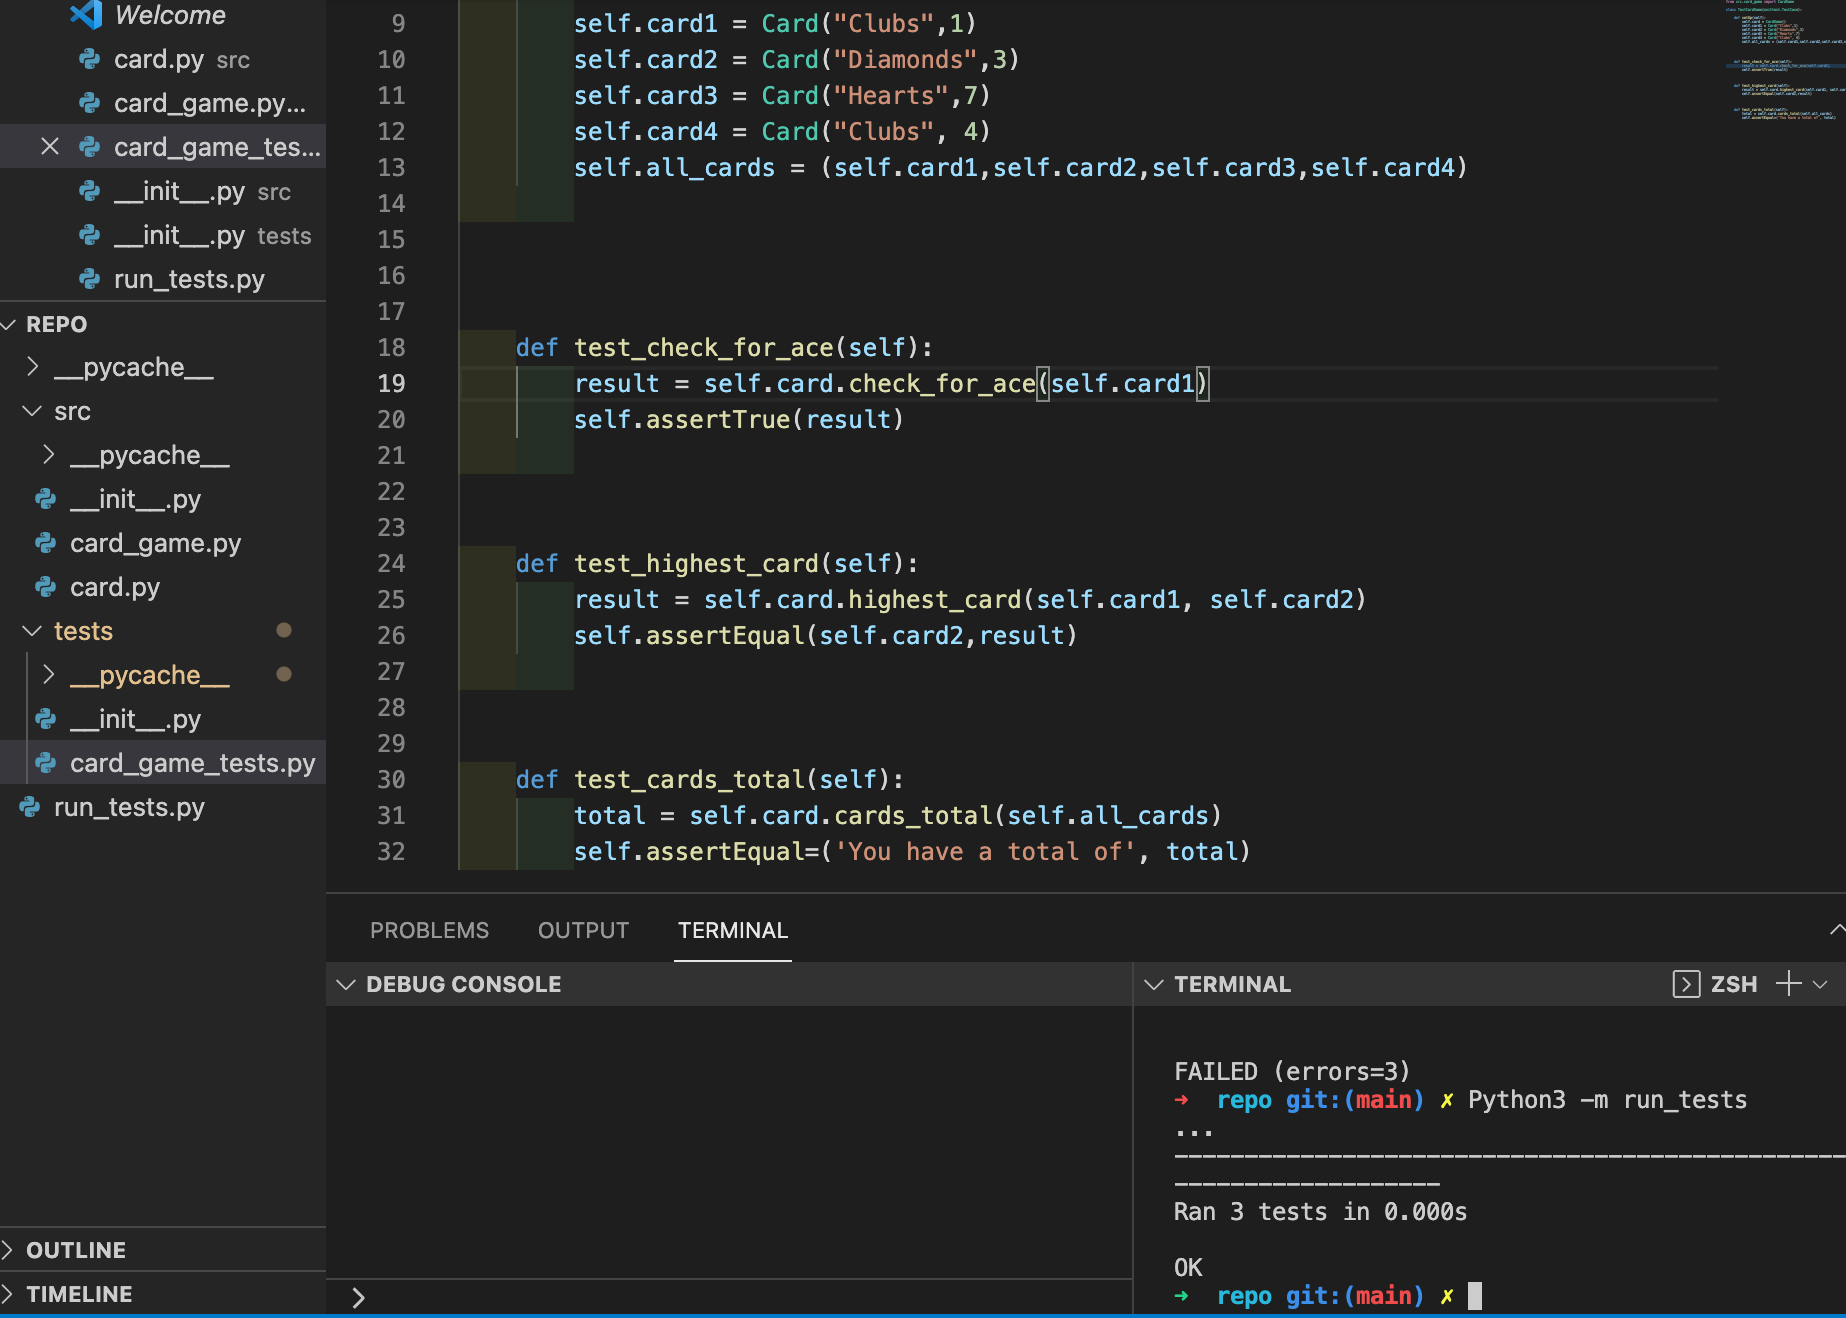 Welcome
card.py src
card_game.py...
card_game_tes...
__init__.py src
__init__.py tests
run_tests.py
REPO
__pycache__
src
__pycache__
__init__.py
card_game.py
card.py
tests
__pycache__
__init__.py
card_game_tests.py
run_tests.py
OUTLINE
TIMELINE
9 self.card1 = Card("Clubs",1)
10 self.card2 = Card("Diamonds",3)
11 self.card3 = Card("Hearts",7)
12 self.card4 = Card("Clubs", 4)
13 self.all_cards = (self.card1,self.card2,self.card3,self.card4)
14
15
16
17
18 def test_check_for_ace(self):
19 result = self.card.check_for_ace(self.card1)
20 self.assertTrue(result)
21
22
23
24 def test_highest_card(self):
25 result = self.card.highest_card(self.card1, self.card2)
26 self.assertEqual(self.card2,result)
27
28
29
30 def test_cards_total(self):
31 total = self.card.cards_total(self.all_cards)
32 self.assertEqual=('You have a total of', total)
PROBLEMS OUTPUT TERMINAL
DEBUG CONSOLE
TERMINAL ZSH
FAILED (errors=3)
➜ repo git:(main) ✗ Python3 -m run_tests
...
----------------------------------------------------------------------
Ran 3 tests in 0.000s
OK
➜ repo git:(main) ✗